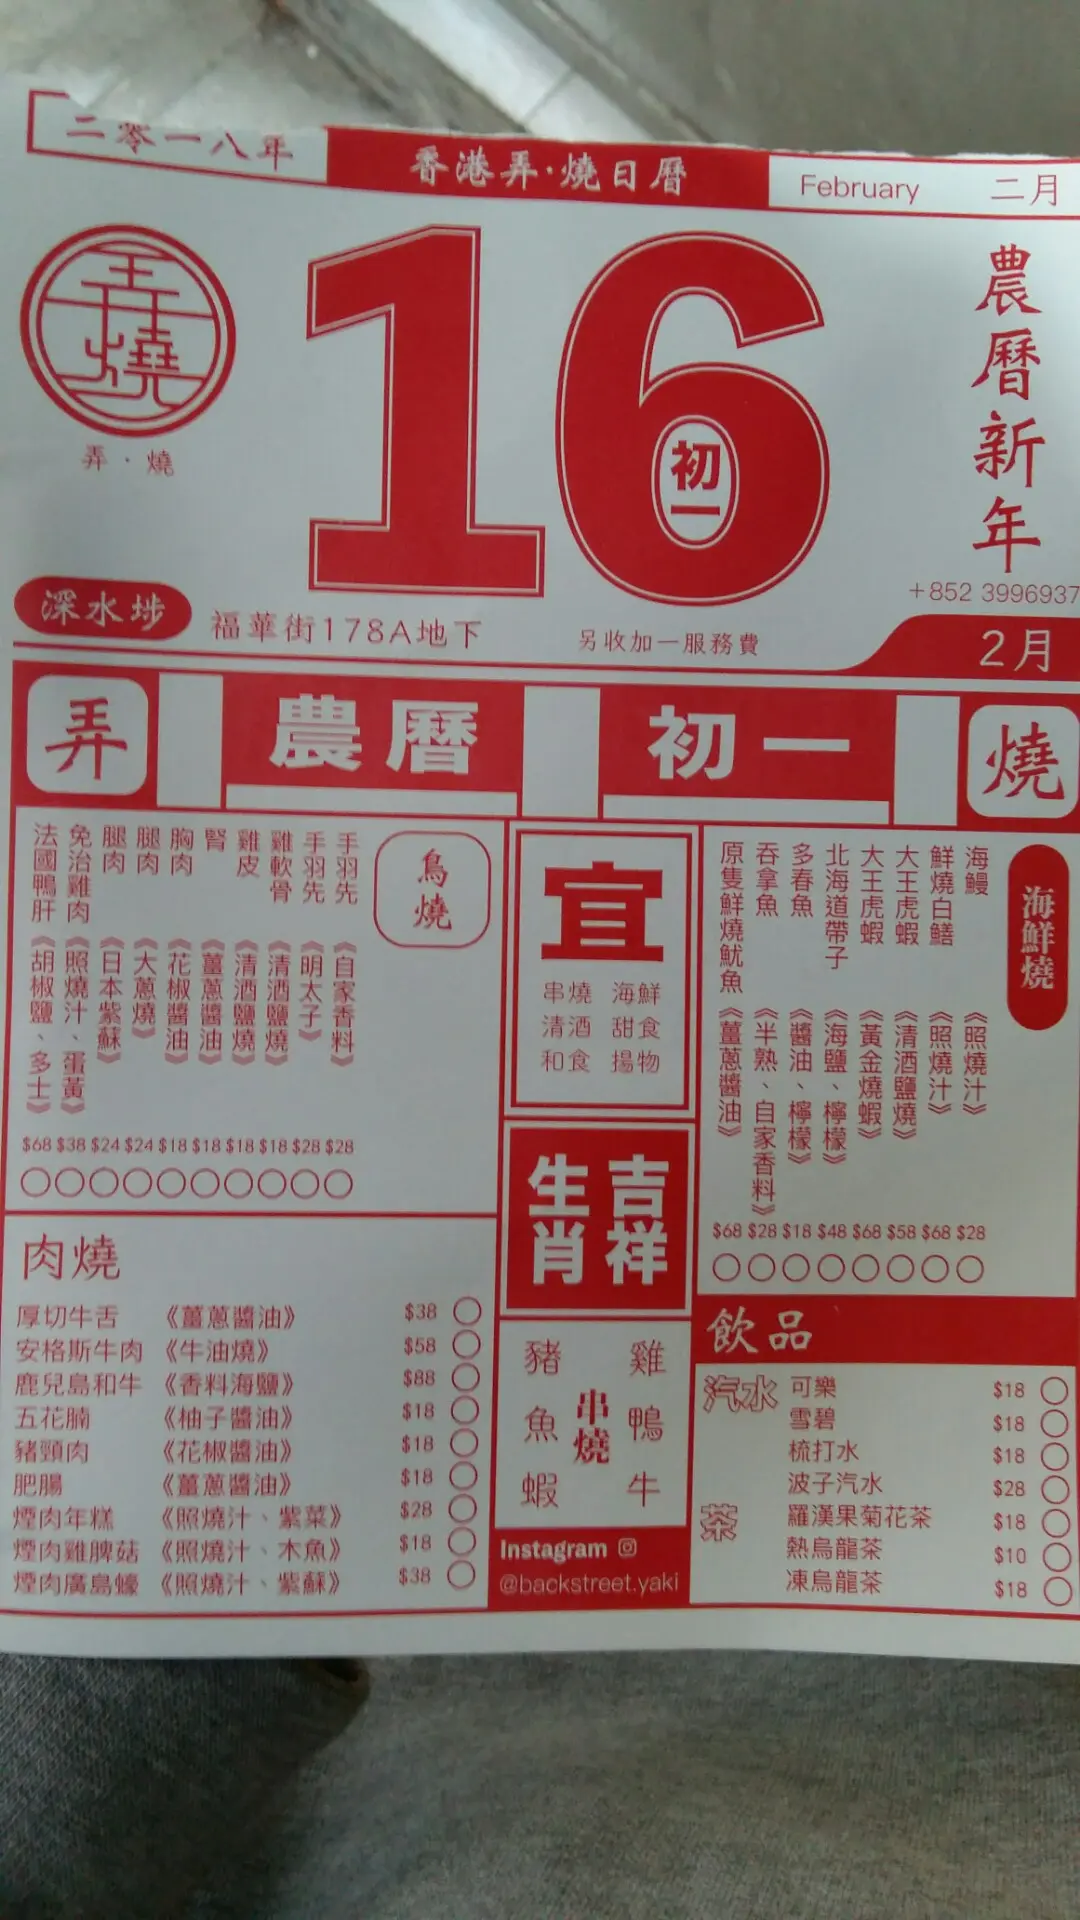 二零一八年
香港弄·燒日曆
February 二月
弄燒
弄·燒
16
初一
農曆新年
+852 3996937
深水埗
福華街178A地下
另收加一服務費
2月
弄
農曆
初一
燒
鳥燒
手羽先《自家香料》 $28
手羽先《明太子》 $28
雞軟骨《清酒鹽燒》 $18
雞皮《清酒鹽燒》 $18
腎《薑蔥醬油》 $18
胸肉《花椒醬油》 $18
腿肉《大蔥燒》 $24
腿肉《日本紫蘇》 $24
免治雞肉《照燒汁、蛋黃》 $38
法國鴨肝《胡椒鹽、多士》 $68
宜
串燒 海鮮
清酒 甜食
和食 揚物
海鮮燒
海鰻《照燒汁》 $28
鮮燒白鱔《照燒汁》 $68
大王虎蝦《清酒鹽燒》 $58
大王虎蝦《黃金燒蝦》 $68
北海道帶子《海鹽、檸檬》 $48
多春魚《醬油、檸檬》 $18
吞拿魚《半熟、自家香料》 $28
原隻鮮燒魷魚《薑蔥醬油》 $68
肉燒
厚切牛舌《薑蔥醬油》 $38
安格斯牛肉《牛油燒》 $58
鹿兒島和牛《香料海鹽》 $88
五花腩《柚子醬油》 $18
豬頸肉《花椒醬油》 $18
肥腸《薑蔥醬油》 $18
煙肉年糕《照燒汁、紫菜》 $28
煙肉雞脾菇《照燒汁、木魚》 $18
煙肉廣島蠔《照燒汁、紫蘇》 $38
吉祥
生肖
豬 雞
魚 串燒 鴨
蝦 牛
Instagram
@backstreet.yaki
飲品
汽水
可樂 $18
雪碧 $18
梳打水 $18
波子汽水 $28
茶
羅漢果菊花茶 $18
熱烏龍茶 $10
凍烏龍茶 $18